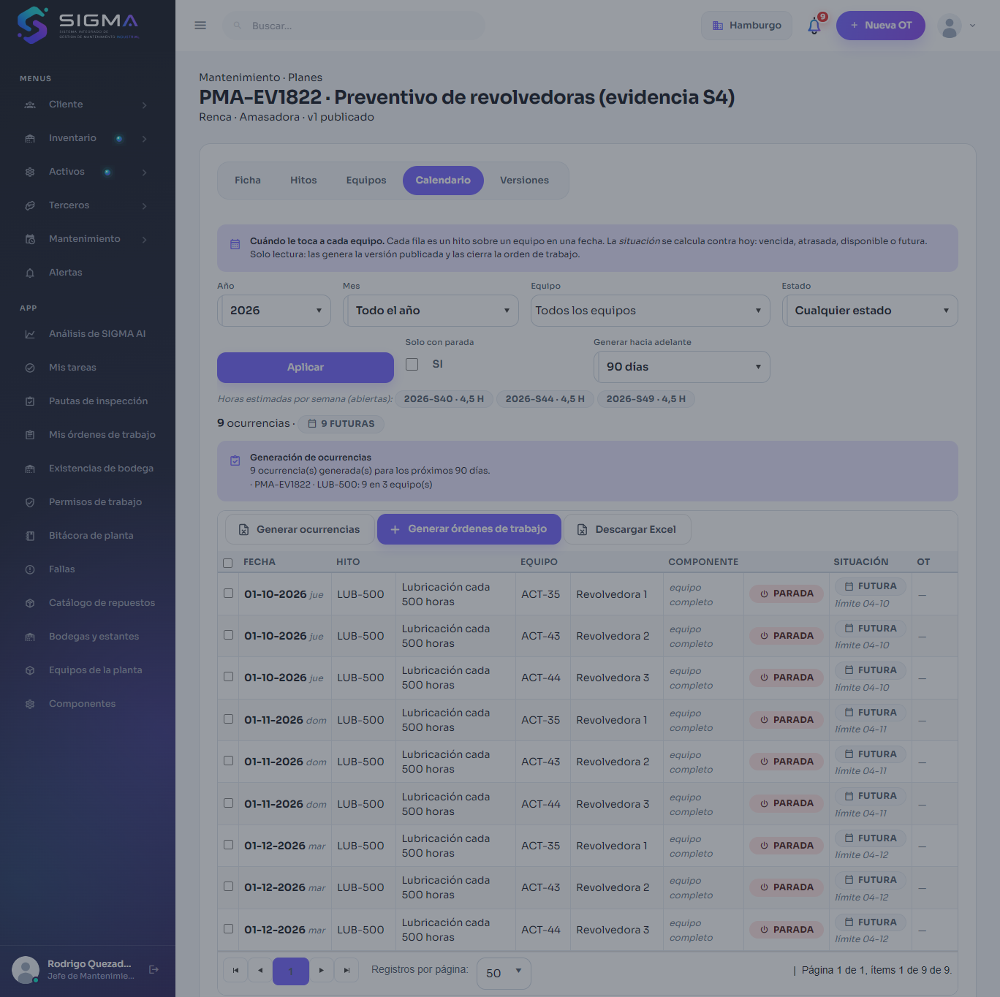 SIGMA
SISTEMA INTEGRADO DE
GESTIÓN DE MANTENIMIENTO INDUSTRIAL
Buscar...
Hamburgo
9
+ Nueva OT
MENUS
Cliente
Inventario
Activos
Terceros
Mantenimiento
Alertas
APP
Análisis de SIGMA AI
Mis tareas
Pautas de inspección
Mis órdenes de trabajo
Existencias de bodega
Permisos de trabajo
Bitácora de planta
Fallas
Catálogo de repuestos
Bodegas y estantes
Equipos de la planta
Componentes
Rodrigo Quezad...
Jefe de Mantenimie...
Mantenimiento · Planes
PMA-EV1822 · Preventivo de revolvedoras (evidencia S4)
Renca · Amasadora · v1 publicado
Ficha Hitos Equipos Calendario Versiones
Cuándo le toca a cada equipo. Cada fila es un hito sobre un equipo en una fecha. La situación se calcula contra hoy: vencida, atrasada, disponible o futura.
Solo lectura: las genera la versión publicada y las cierra la orden de trabajo.
Año Mes Equipo Estado
2026 Todo el año Todos los equipos Cualquier estado
Solo con parada Generar hacia adelante
Aplicar SI 90 días
Horas estimadas por semana (abiertas): 2026-S40 · 4,5 H 2026-S44 · 4,5 H 2026-S49 · 4,5 H
9 ocurrencias · 9 FUTURAS
Generación de ocurrencias
9 ocurrencia(s) generada(s) para los próximos 90 días.
· PMA-EV1822 · LUB-500: 9 en 3 equipo(s)
Generar ocurrencias + Generar órdenes de trabajo Descargar Excel
FECHA HITO EQUIPO COMPONENTE SITUACIÓN OT
01-10-2026 jue LUB-500 Lubricación cada 500 horas ACT-35 Revolvedora 1 equipo completo PARADA FUTURA límite 04-10 —
01-10-2026 jue LUB-500 Lubricación cada 500 horas ACT-43 Revolvedora 2 equipo completo PARADA FUTURA límite 04-10 —
01-10-2026 jue LUB-500 Lubricación cada 500 horas ACT-44 Revolvedora 3 equipo completo PARADA FUTURA límite 04-10 —
01-11-2026 dom LUB-500 Lubricación cada 500 horas ACT-35 Revolvedora 1 equipo completo PARADA FUTURA límite 04-11 —
01-11-2026 dom LUB-500 Lubricación cada 500 horas ACT-43 Revolvedora 2 equipo completo PARADA FUTURA límite 04-11 —
01-11-2026 dom LUB-500 Lubricación cada 500 horas ACT-44 Revolvedora 3 equipo completo PARADA FUTURA límite 04-11 —
01-12-2026 mar LUB-500 Lubricación cada 500 horas ACT-35 Revolvedora 1 equipo completo PARADA FUTURA límite 04-12 —
01-12-2026 mar LUB-500 Lubricación cada 500 horas ACT-43 Revolvedora 2 equipo completo PARADA FUTURA límite 04-12 —
01-12-2026 mar LUB-500 Lubricación cada 500 horas ACT-44 Revolvedora 3 equipo completo PARADA FUTURA límite 04-12 —
1 Registros por página: 50 | Página 1 de 1, ítems 1 de 9 de 9.